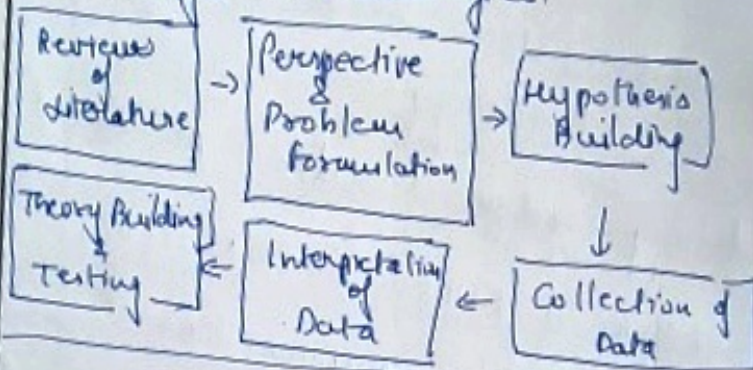 Reviews
of
Literature
Perspective
&
Problem
formulation
Hypothesis
Building
Collection of
Data
Interpretation
of
Data
Theory Building
&
Testing